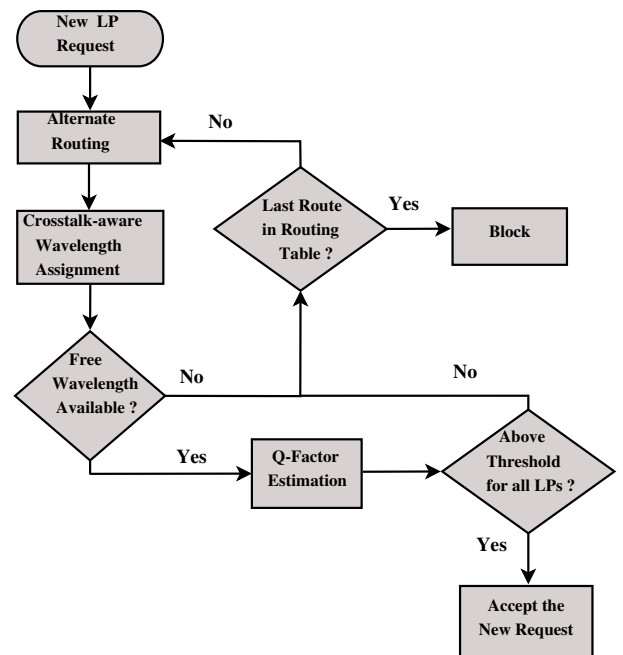 New LP
Request
Alternate
Routing
No
Last Route
in Routing
Table ?
Yes
Block
Crosstalk-aware
Wavelength
Assignment
Free
Wavelength
Available ?
No
No
Yes
Q-Factor
Estimation
Above
Threshold
for all LPs ?
Yes
Accept the
New Request